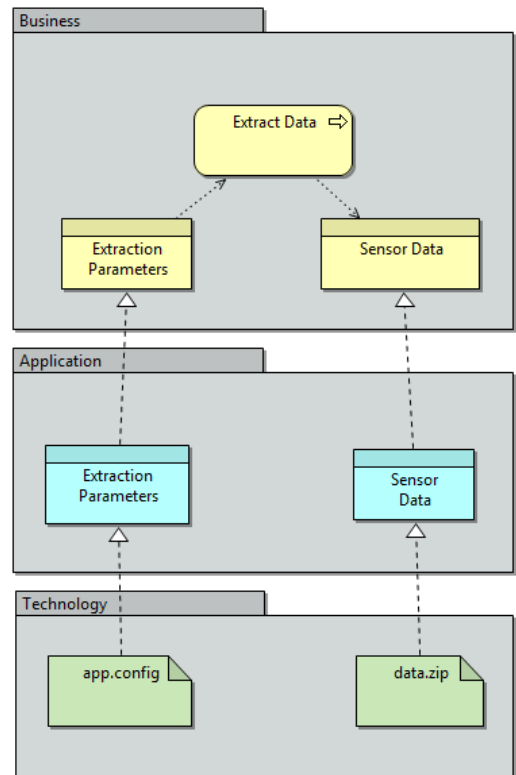 Business
Extract Data
Extraction
Parameters
Sensor Data
Application
Extraction
Parameters
Sensor
Data
Technology
app.config
data.zip